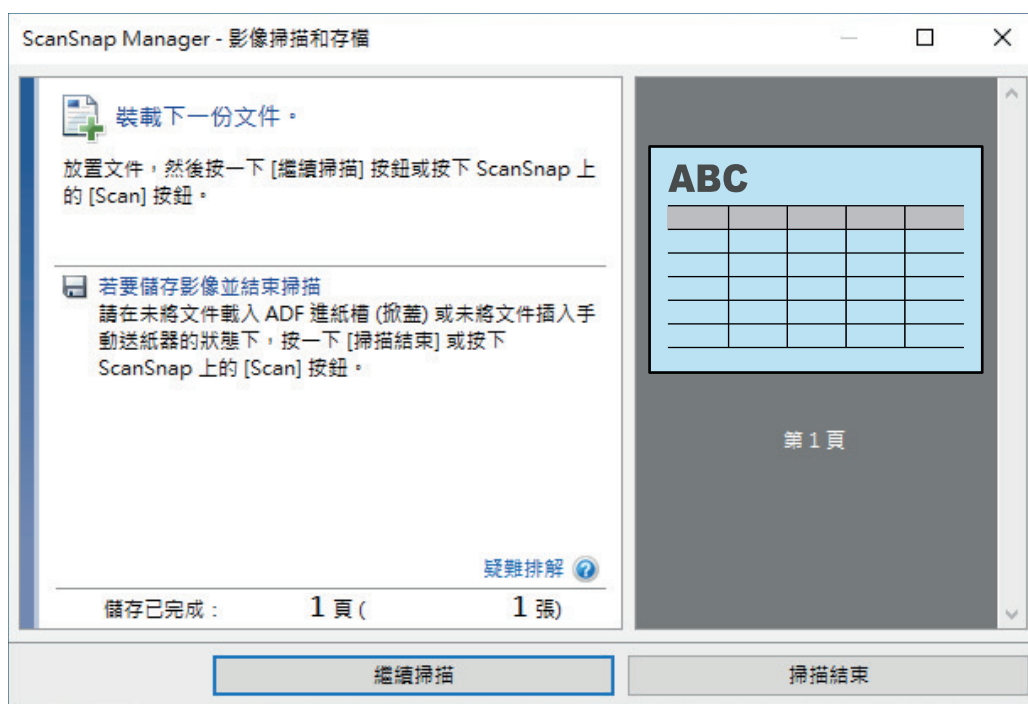 ScanSnap Manager - 影像掃描和存檔
裝載下一份文件。
放置文件，然後按一下 [繼續掃描] 按鈕或按下 ScanSnap 上
的 [Scan] 按鈕。
若要儲存影像並結束掃描
請在未將文件載入 ADF 進紙槽 (掀蓋) 或未將文件插入手
動送紙器的狀態下，按一下 [掃描結束] 或按下
ScanSnap 上的 [Scan] 按鈕。
疑難排解
儲存已完成： 1 頁 ( 1 張)
ABC
第 1 頁
繼續掃描
掃描結束